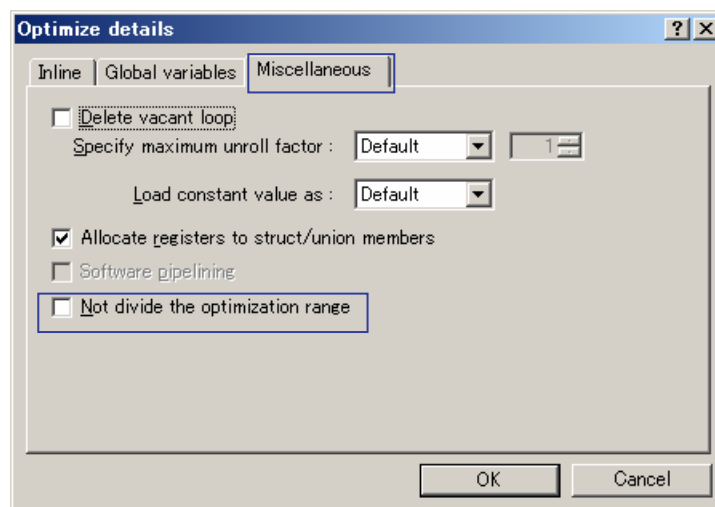 Optimize details
Inline Global variables Miscellaneous
Delete vacant loop
Specify maximum unroll factor : Default 1
Load constant value as : Default
Allocate registers to struct/union members
Software pipelining
Not divide the optimization range
OK Cancel